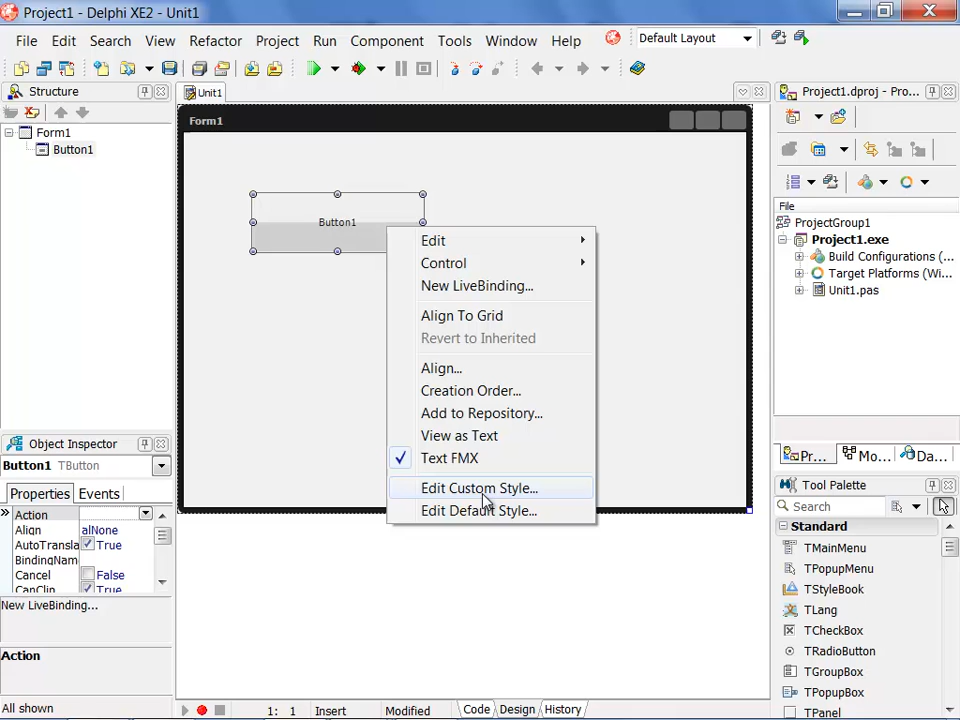 Project1 - Delphi XE2 - Unit1
File Edit Search View Refactor Project Run Component Tools Window Help
Default Layout
Structure
Form1
Button1
Unit1
Form1
Button1
Edit
Control
New LiveBinding...
Align To Grid
Revert to Inherited
Align...
Creation Order...
Add to Repository...
View as Text
Text FMX
Edit Custom Style...
Edit Default Style...
Object Inspector
Button1 TButton
Properties Events
Action
Align alNone
AutoTransla True
BindingName
Cancel False
CanClip True
New LiveBinding...
Action
All shown
1: 1 Insert Modified Code Design History
Project1.dproj - Pro...
File
ProjectGroup1
Project1.exe
Build Configurations (...
Target Platforms (Wi...
Unit1.pas
Pr... Mo... Da...
Tool Palette
Search
Standard
TMainMenu
TPopupMenu
TStyleBook
TLang
TCheckBox
TRadioButton
TGroupBox
TPopupBox
TPanel